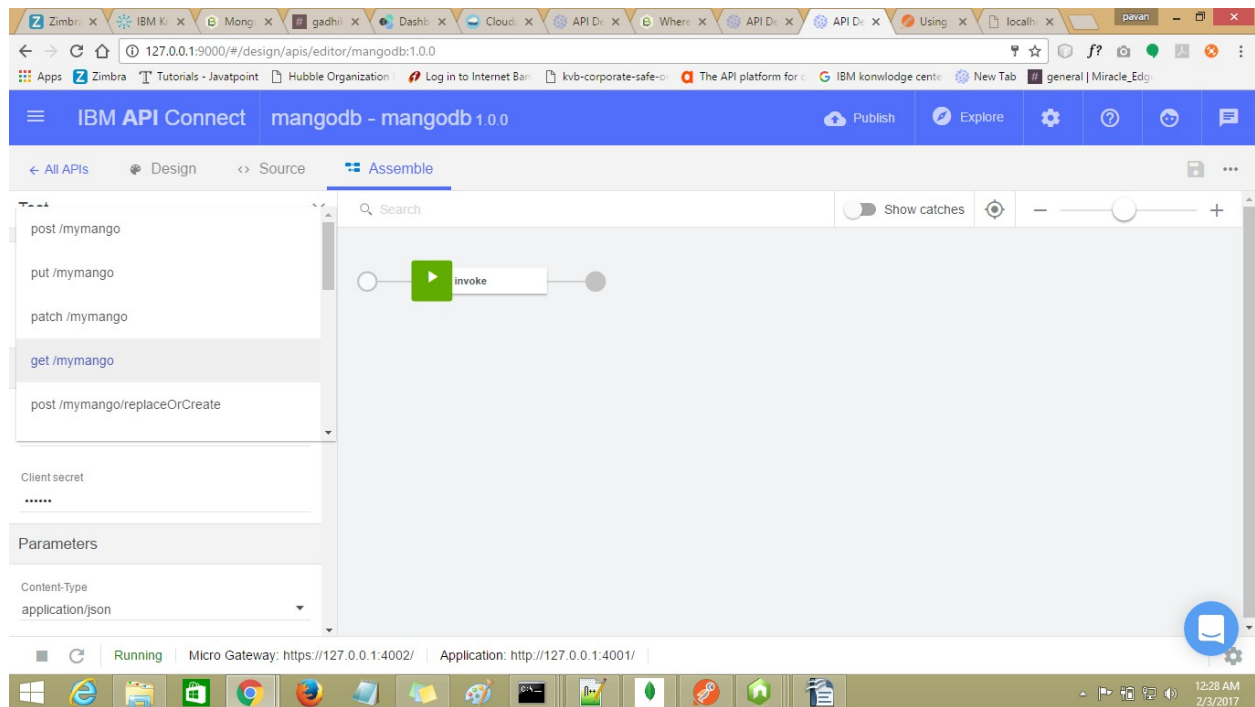 Zimbra IBM Kn Mongo gadhik Dashb Cloud API De Where API De API De Using localh pavan
127.0.0.1:9000/#/design/apis/editor/mangodb:1.0.0 f?
Apps Zimbra Tutorials - Javatpoint Hubble Organization Log in to Internet Ban kvb-corporate-safe-o The API platform for IBM konwlodge cente New Tab general | Miracle_Edg
IBM API Connect mangodb - mangodb 1.0.0 Publish Explore
All APIs Design Source Assemble
Test Search Show catches
post /mymango
put /mymango
invoke
patch /mymango
get /mymango
post /mymango/replaceOrCreate
Client secret
••••••
Parameters
Content-Type
application/json
Running Micro Gateway: https://127.0.0.1:4002/ Application: http://127.0.0.1:4001/
12:28 AM
2/3/2017